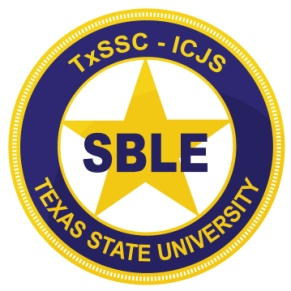 TxSSC - ICJS
SBLE
TEXAS STATE UNIVERSITY